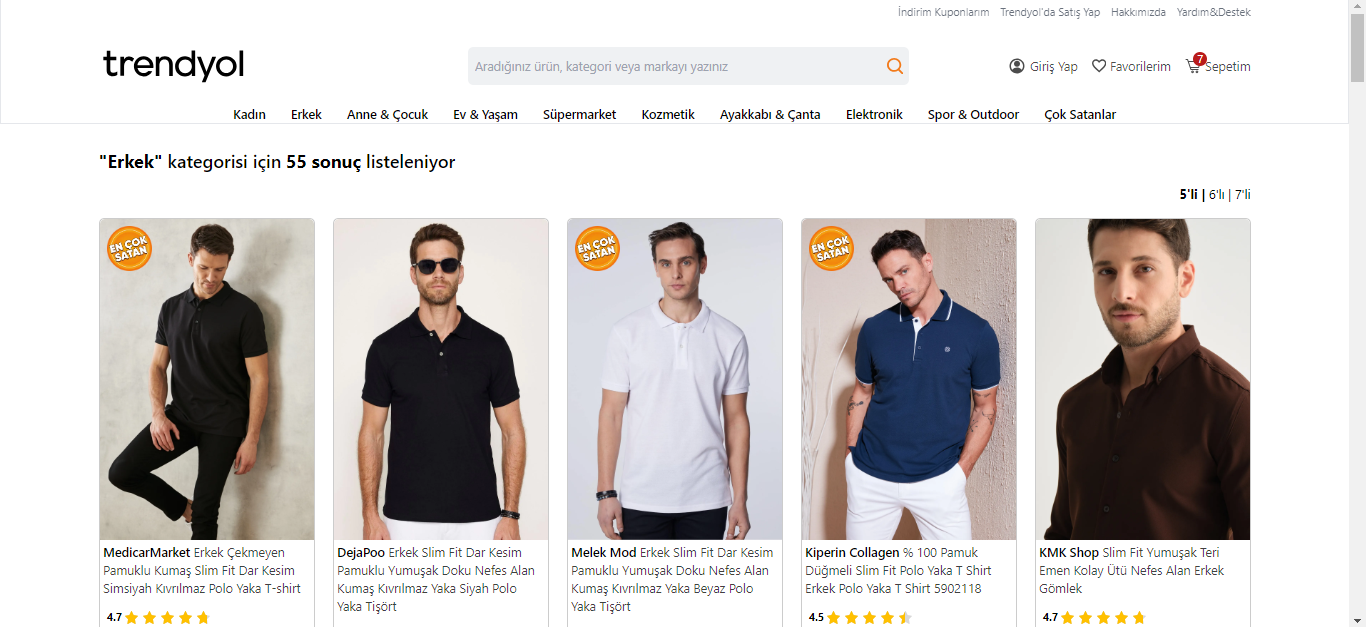 İndirim Kuponlarım Trendyol'da Satış Yap Hakkımızda Yardım&Destek
trendyol
Aradığınız ürün, kategori veya markayı yazınız
Giriş Yap Favorilerim 7 Sepetim
Kadın Erkek Anne & Çocuk Ev & Yaşam Süpermarket Kozmetik Ayakkabı & Çanta Elektronik Spor & Outdoor Çok Satanlar
"Erkek" kategorisi için 55 sonuç listeleniyor
5'li | 6'lı | 7'li
EN ÇOK
SATAN
MedicarMarket Erkek Çekmeyen
Pamuklu Kumaş Slim Fit Dar Kesim
Simsiyah Kıvrılmaz Polo Yaka T-shirt
4.7
DejaPoo Erkek Slim Fit Dar Kesim
Pamuklu Yumuşak Doku Nefes Alan
Kumaş Kıvrılmaz Yaka Siyah Polo
Yaka Tişört
EN ÇOK
SATAN
Melek Mod Erkek Slim Fit Dar Kesim
Pamuklu Yumuşak Doku Nefes Alan
Kumaş Kıvrılmaz Yaka Beyaz Polo
Yaka Tişört
EN ÇOK
SATAN
Kiperin Collagen % 100 Pamuk
Düğmeli Slim Fit Polo Yaka T Shirt
Erkek Polo Yaka T Shirt 5902118
4.5
KMK Shop Slim Fit Yumuşak Teri
Emen Kolay Ütü Nefes Alan Erkek
Gömlek
4.7